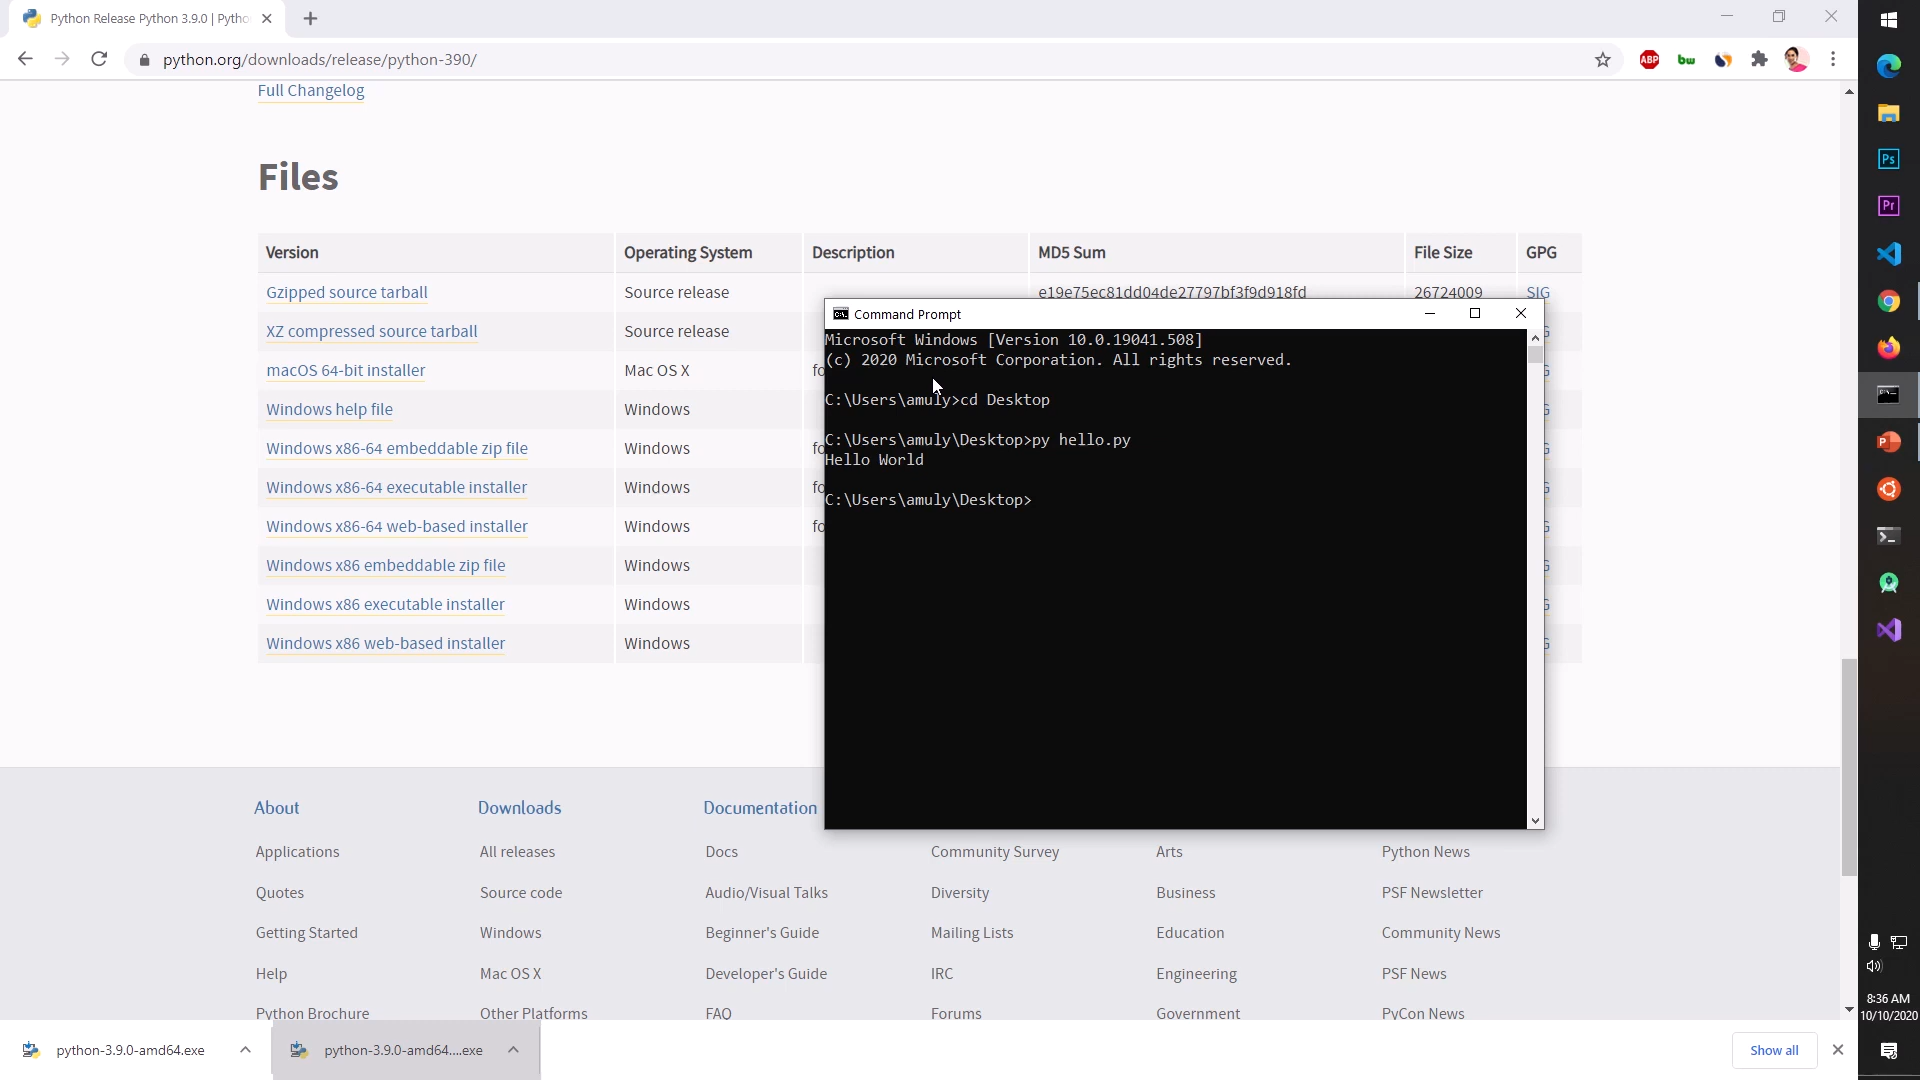 Python Release Python 3.9.0 | Pytho
python.org/downloads/release/python-390/
ABP
bw
Full Changelog
Files
Version Operating System Description MD5 Sum File Size GPG
Gzipped source tarball Source release e19e75ec81dd04de27797bf3f9d918fd 26724009 SIG
XZ compressed source tarball Source release
macOS 64-bit installer Mac OS X fo
Windows help file Windows
Windows x86-64 embeddable zip file Windows fo
Windows x86-64 executable installer Windows fo
Windows x86-64 web-based installer Windows fo
Windows x86 embeddable zip file Windows
Windows x86 executable installer Windows
Windows x86 web-based installer Windows
Command Prompt
Microsoft Windows [Version 10.0.19041.508]
(c) 2020 Microsoft Corporation. All rights reserved.
C:\Users\amuly>cd Desktop
C:\Users\amuly\Desktop>py hello.py
Hello World
C:\Users\amuly\Desktop>
About Downloads Documentation
Applications All releases Docs Community Survey Arts Python News
Quotes Source code Audio/Visual Talks Diversity Business PSF Newsletter
Getting Started Windows Beginner's Guide Mailing Lists Education Community News
Help Mac OS X Developer's Guide IRC Engineering PSF News
Python Brochure Other Platforms FAQ Forums Government PyCon News
python-3.9.0-amd64.exe python-3.9.0-amd64....exe Show all
Ps
Pr
8:36 AM
10/10/2020